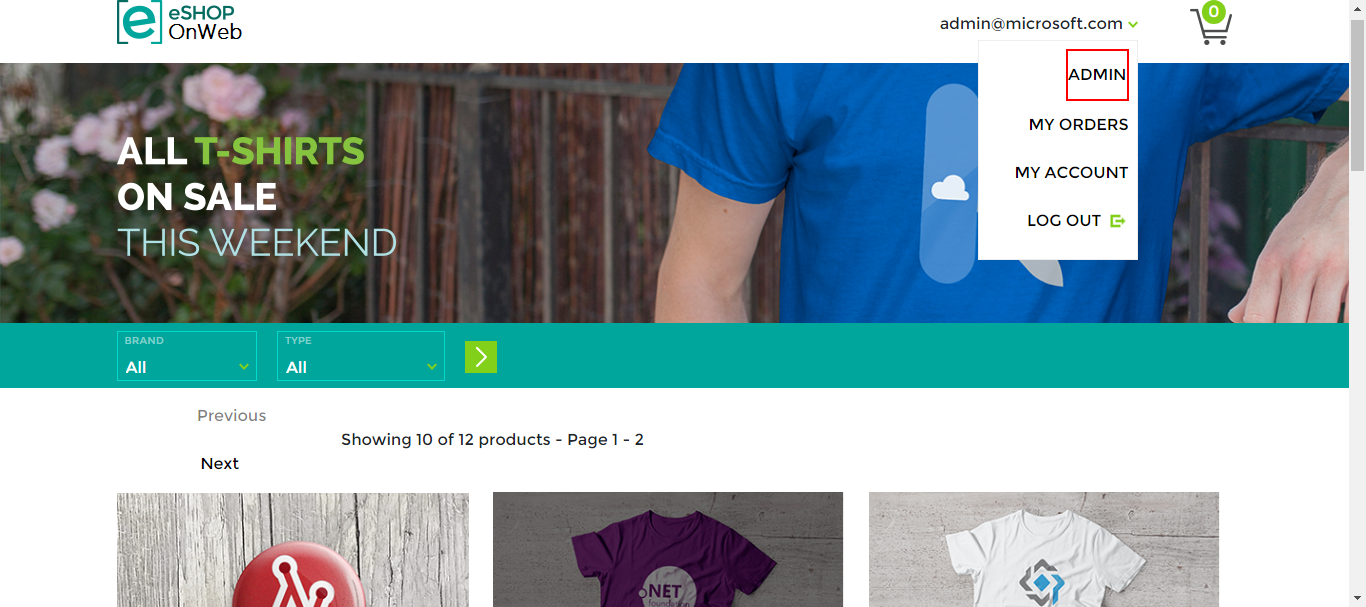 eSHOP
OnWeb
admin@microsoft.com
0
ADMIN
MY ORDERS
MY ACCOUNT
LOG OUT
ALL T-SHIRTS
ON SALE
THIS WEEKEND
BRAND
All
TYPE
All
Previous
Showing 10 of 12 products - Page 1 - 2
Next
.NET
foundation